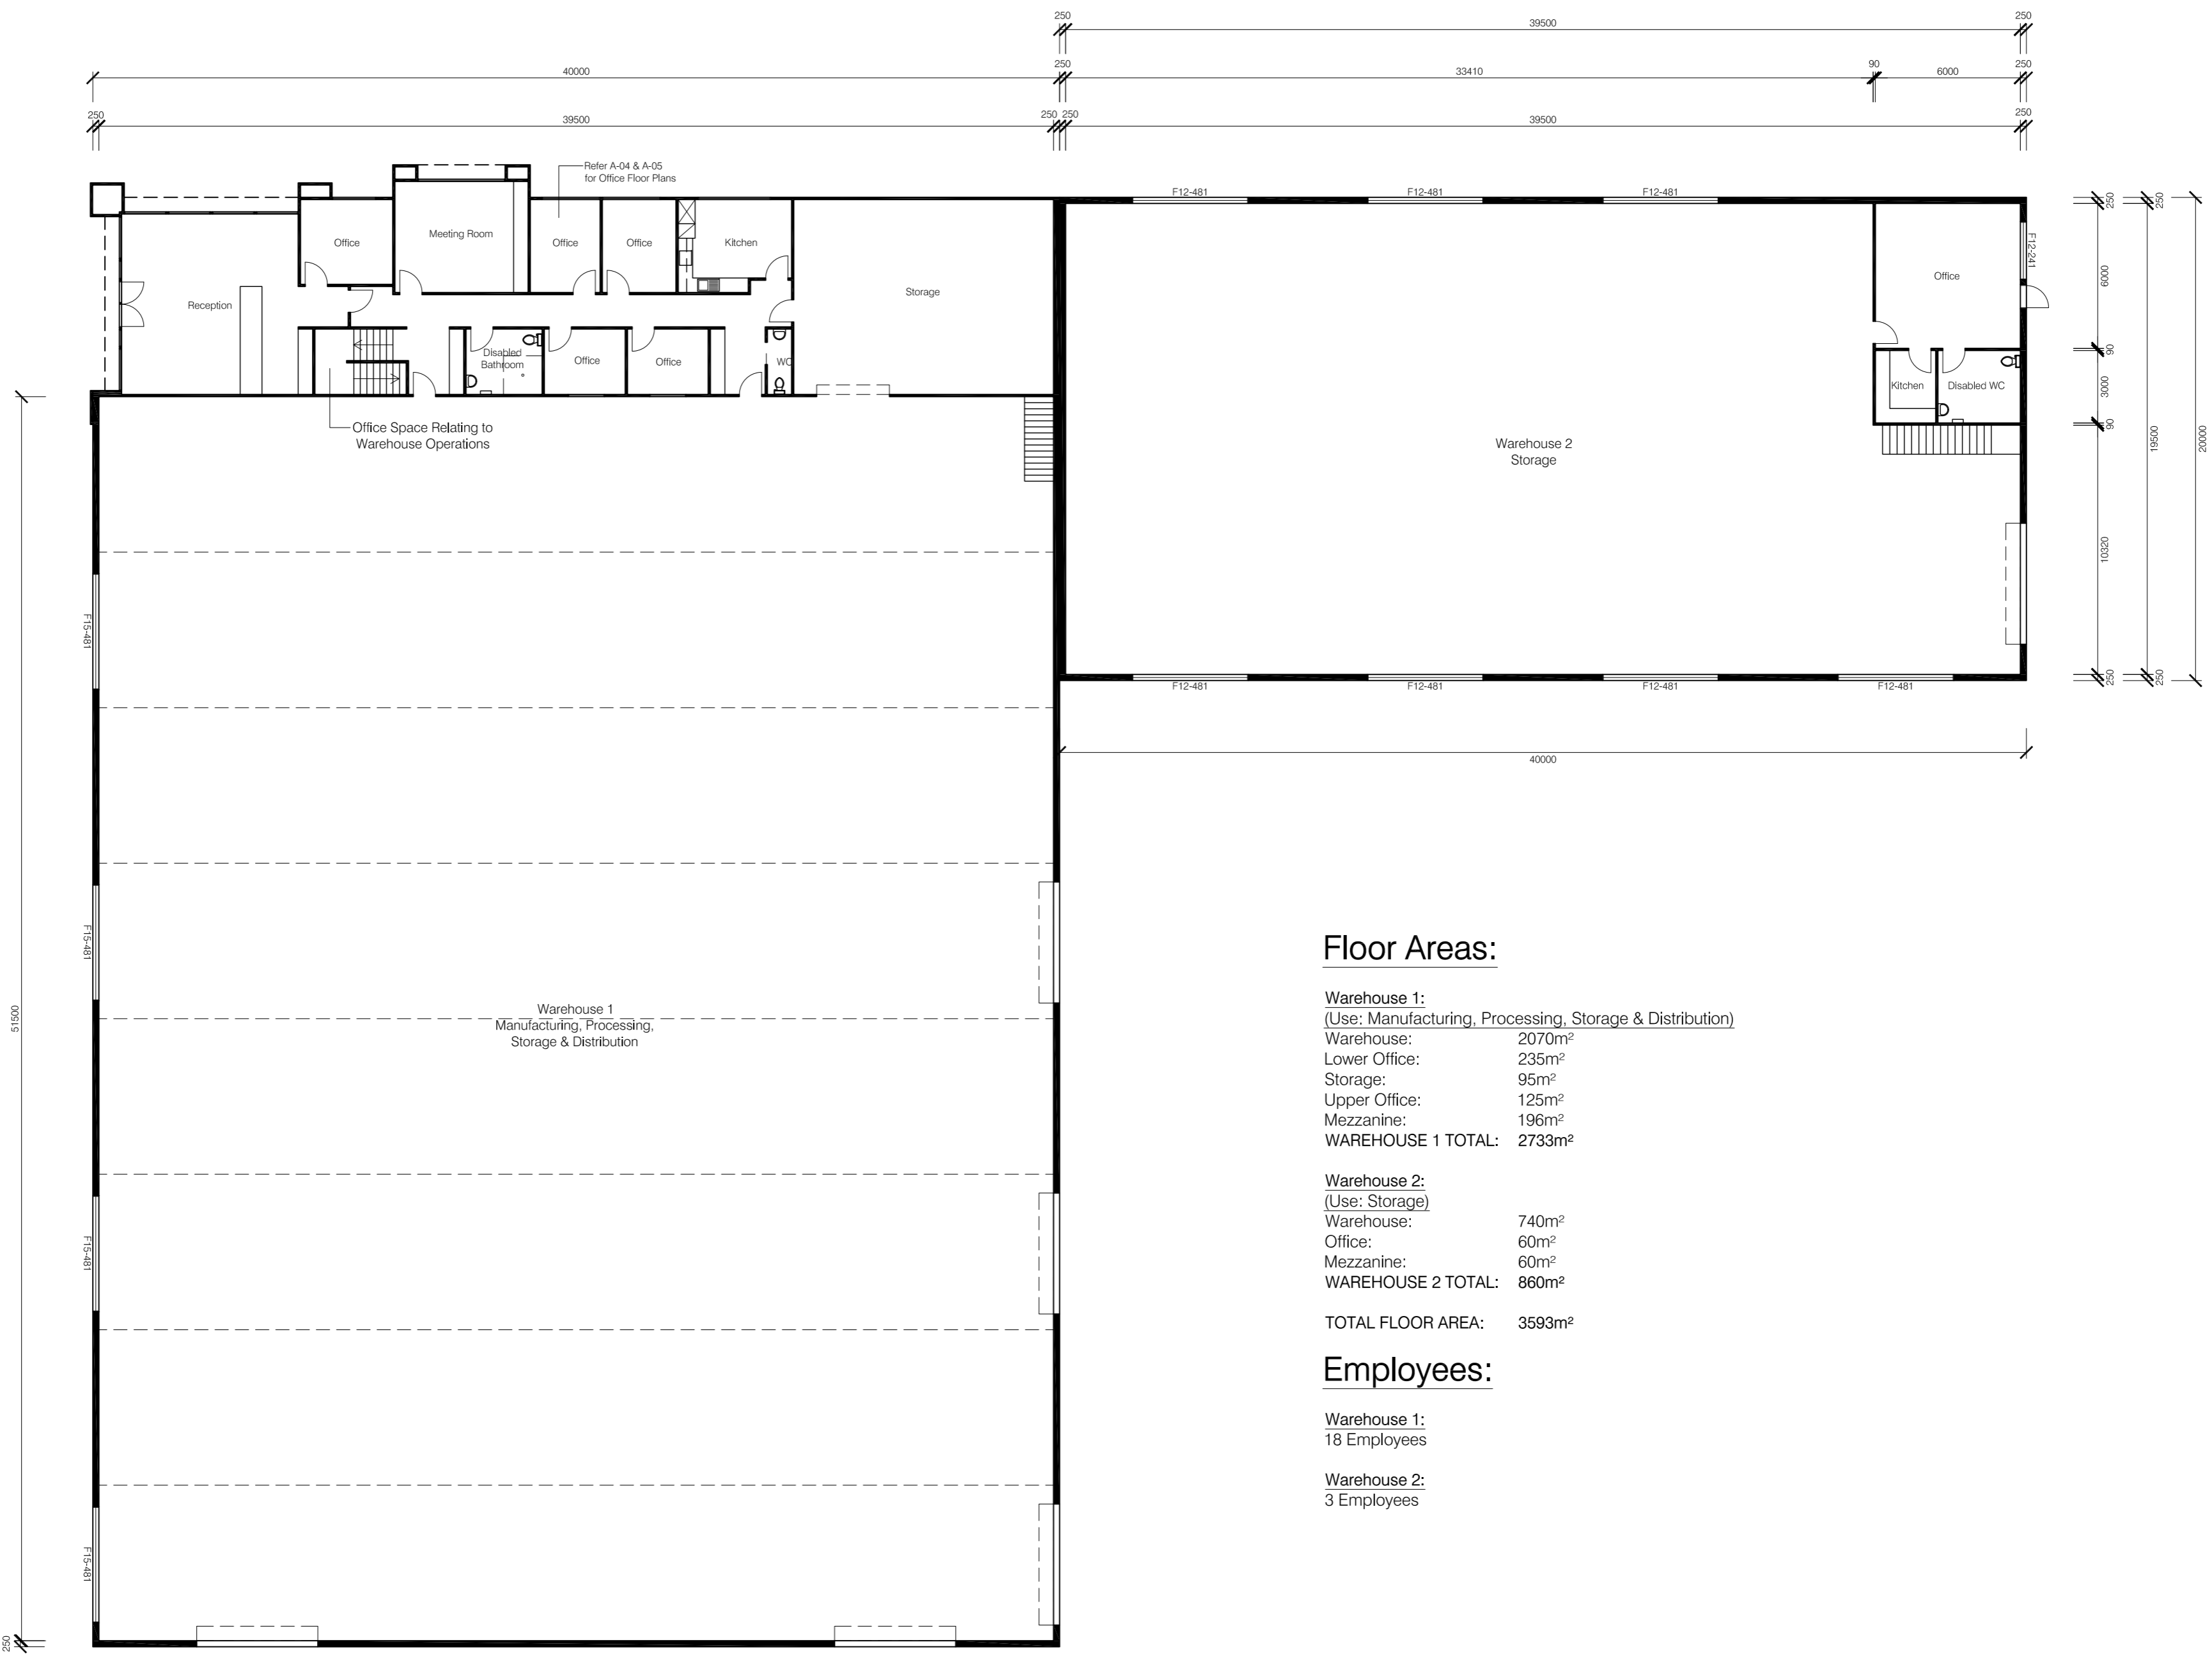 250
39500
250
40000
250
33410
90
6000
250
250
39500
250
250
39500
250
Refer A-04 & A-05
for Office Floor Plans
F12-481
F12-481
F12-481
250
250
Office
Meeting Room
Office
Office
Kitchen
Reception
Storage
Office
F12-241
6000
Disabled
Bathroom
Office
Office
WC
Kitchen
Disabled WC
90
3000
90
Office Space Relating to
Warehouse Operations
Warehouse 2
Storage
19500
20000
10320
F15-481
F12-481
F12-481
F12-481
F12-481
250
250
40000
F15-481
51500
Warehouse 1
Manufacturing, Processing,
Storage & Distribution
F15-481
F15-481
250
Floor Areas:
Warehouse 1:
(Use: Manufacturing, Processing, Storage & Distribution)
Warehouse: 2070m²
Lower Office: 235m²
Storage: 95m²
Upper Office: 125m²
Mezzanine: 196m²
WAREHOUSE 1 TOTAL: 2733m²
Warehouse 2:
(Use: Storage)
Warehouse: 740m²
Office: 60m²
Mezzanine: 60m²
WAREHOUSE 2 TOTAL: 860m²
TOTAL FLOOR AREA: 3593m²
Employees:
Warehouse 1:
18 Employees
Warehouse 2:
3 Employees